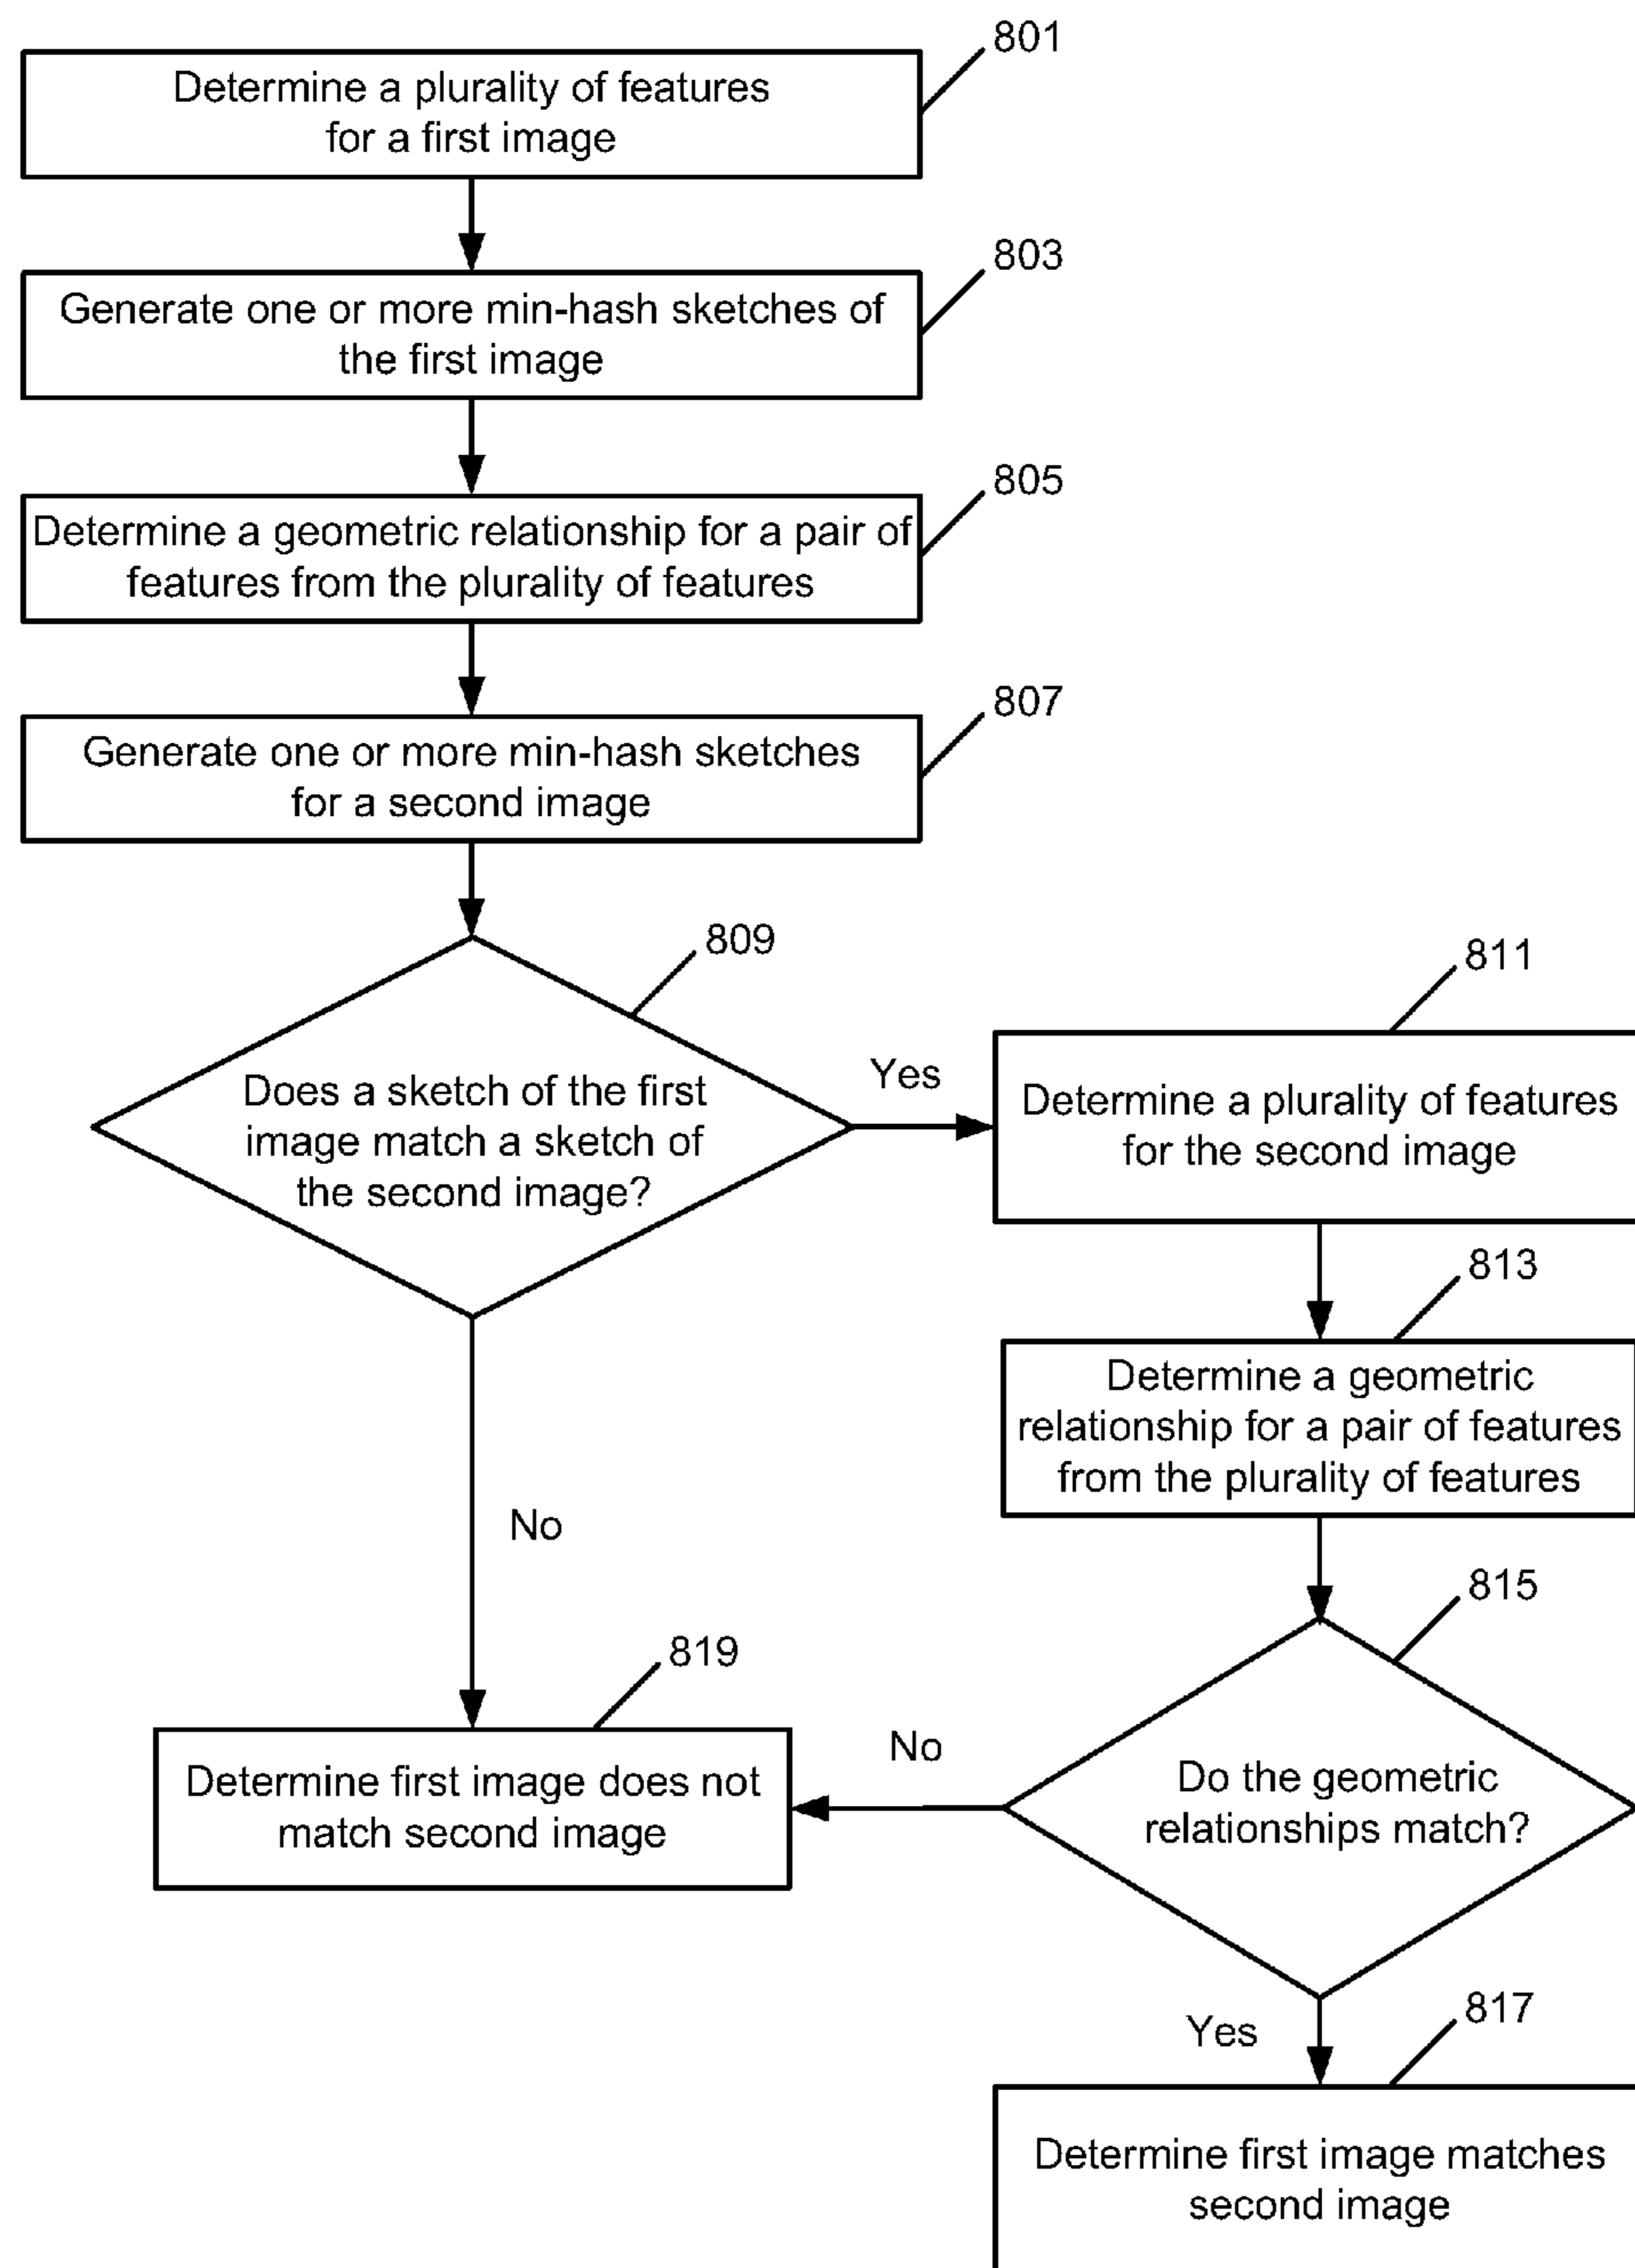 801
Determine a plurality of features
for a first image
803
Generate one or more min-hash sketches of
the first image
805
Determine a geometric relationship for a pair of
features from the plurality of features
807
Generate one or more min-hash sketches
for a second image
809
Does a sketch of the first
image match a sketch of
the second image?
Yes
811
Determine a plurality of features
for the second image
813
Determine a geometric
relationship for a pair of features
from the plurality of features
815
Do the geometric
relationships match?
No
No
819
Determine first image does not
match second image
Yes
817
Determine first image matches
second image